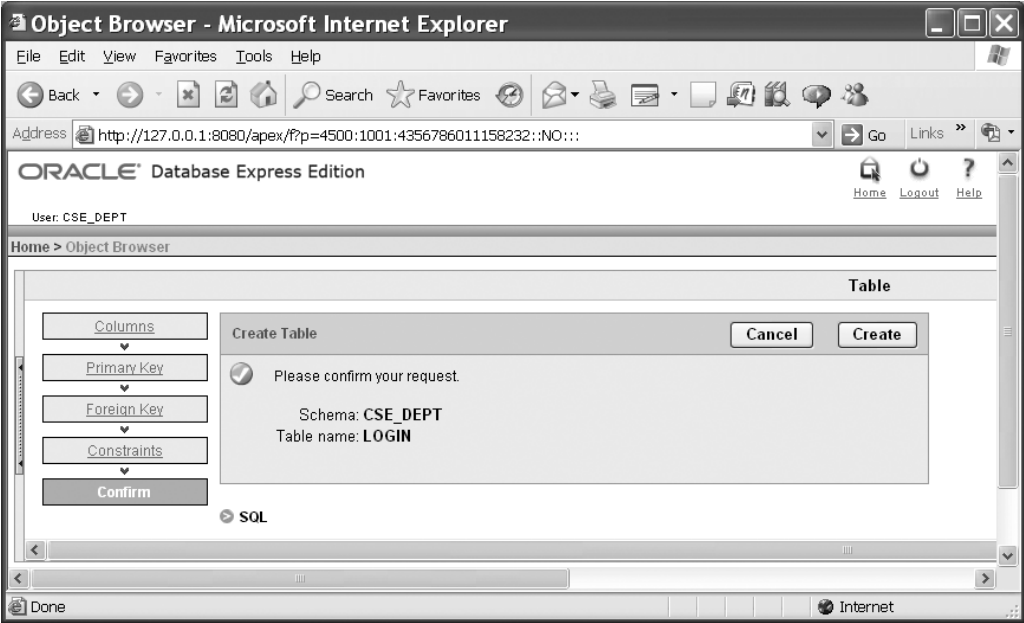 Object Browser - Microsoft Internet Explorer
File Edit View Favorites Tools Help
Back Search Favorites
Address http://127.0.0.1:8080/apex/f?p=4500:1001:4356786011158232::NO::: Go Links »
ORACLE® Database Express Edition
Home Logout Help
User: CSE_DEPT
Home > Object Browser
Table
Columns
Primary Key
Foreign Key
Constraints
Confirm
Create Table Cancel Create
Please confirm your request.
Schema: CSE_DEPT
Table name: LOGIN
SQL
Done Internet